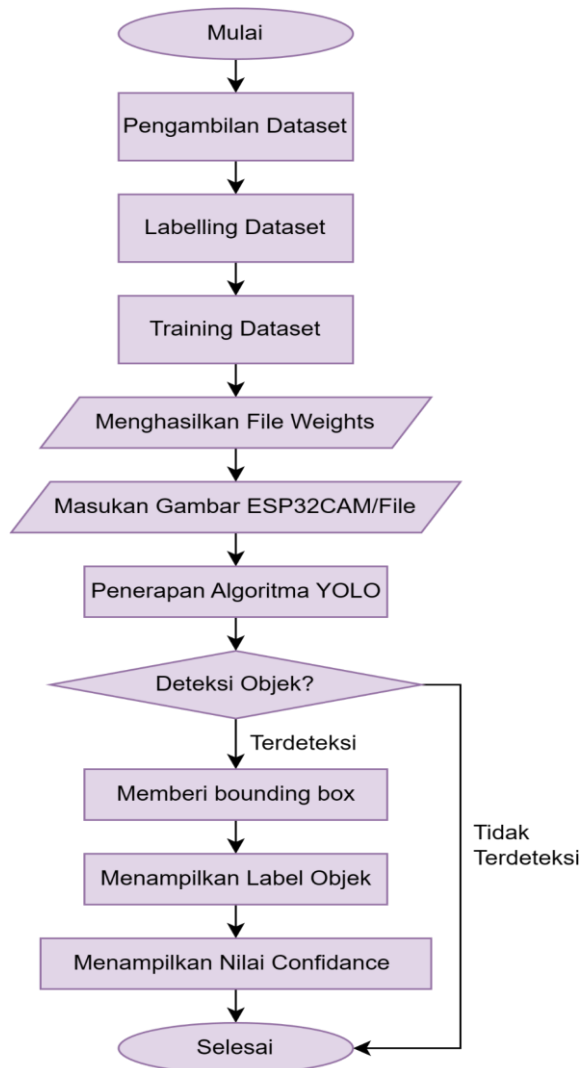 Mulai
Pengambilan Dataset
Labelling Dataset
Training Dataset
Menghasilkan File Weights
Masukan Gambar ESP32CAM/File
Penerapan Algoritma YOLO
Deteksi Objek?
Terdeteksi
Memberi bounding box
Tidak
Terdeteksi
Menampilkan Label Objek
Menampilkan Nilai Confidance
Selesai